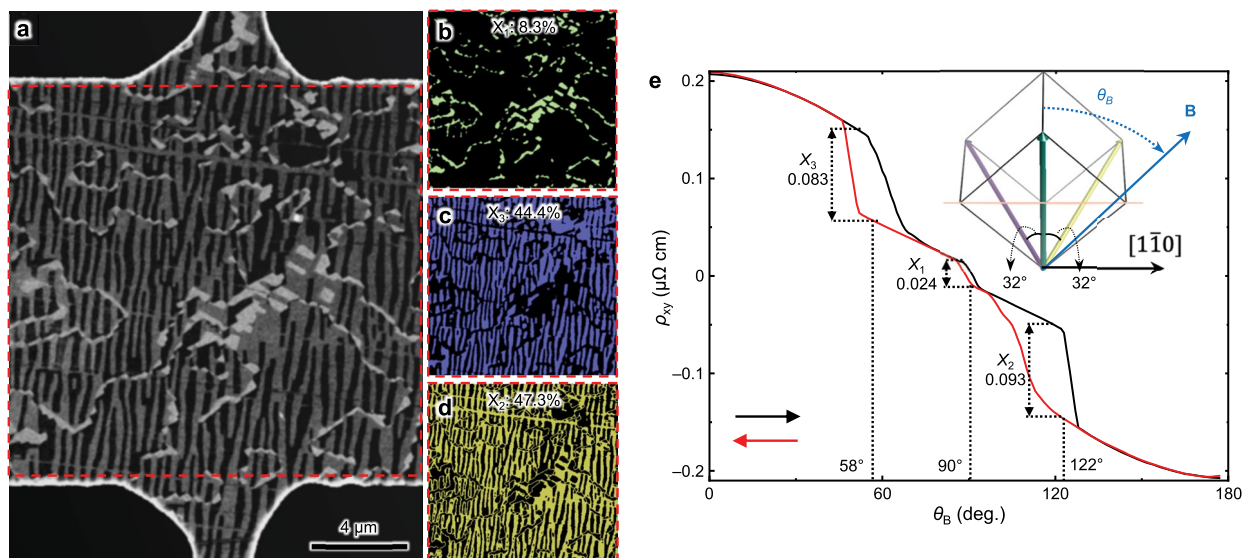 a
4 µm
b
X₁: 8.3%
c
X₃: 44.4%
d
X₂: 47.3%
e
0.2
0.1
0
−0.1
−0.2
ρxy (µΩ cm)
X₃
0.083
X₁
0.024
X₂
0.093
θB
B
[11̄0]
32°
32°
58°
90°
122°
0
60
120
180
θB (deg.)